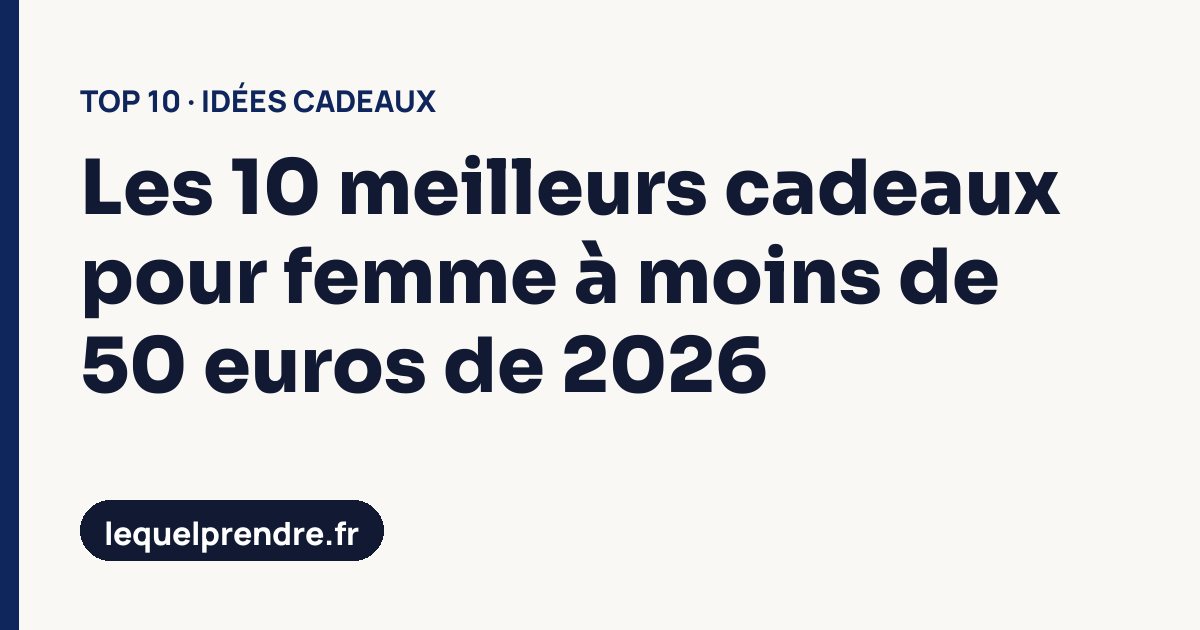 TOP 10 · IDÉES CADEAUX
Les 10 meilleurs cadeaux
pour femme à moins de
50 euros de 2026
lequelprendre.fr